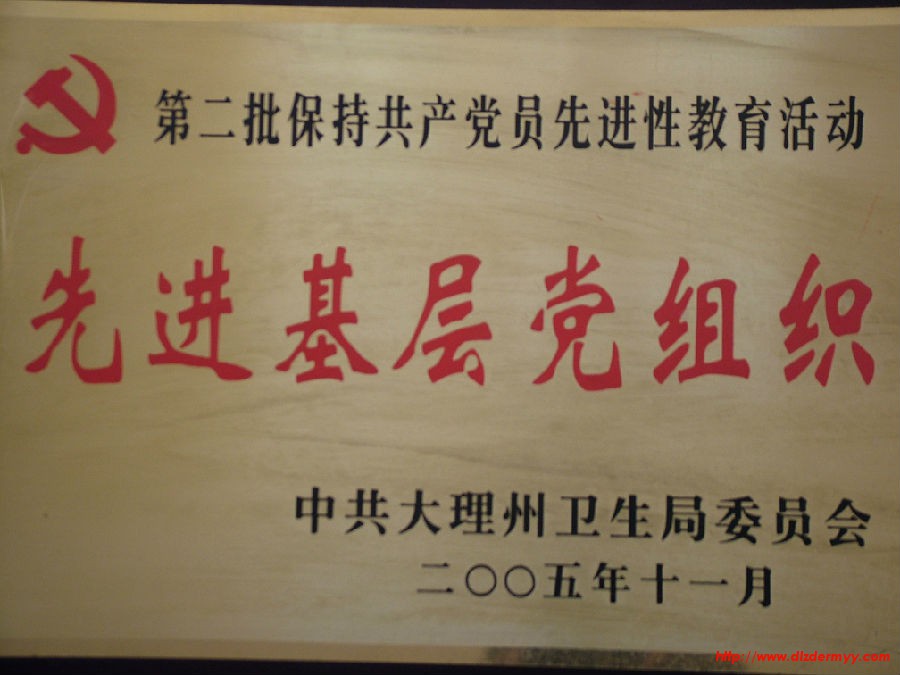 第二批保持共产党员先进性教育活动
先进基层党组织
中共大理州卫生局委员会
二〇〇五年十一月
http://www.dlzdermyy.com